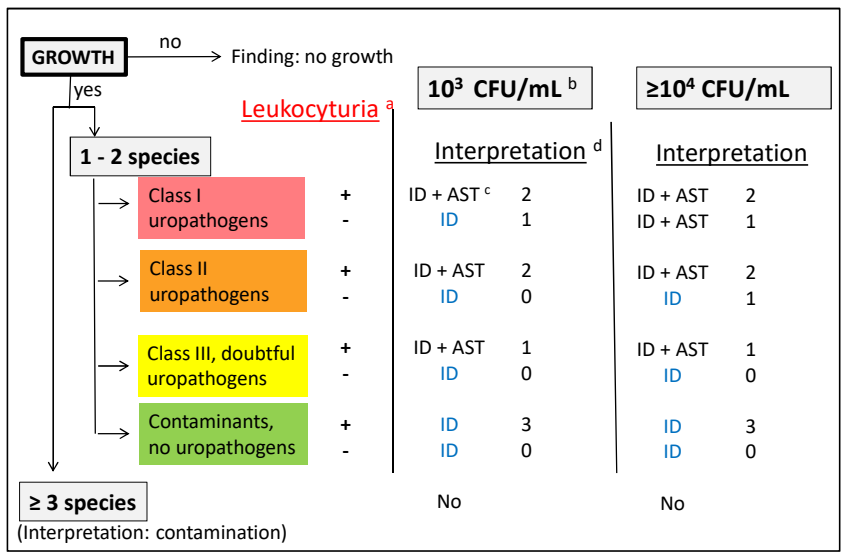 GROWTH
no
Finding: no growth
yes
Leukocyturia a
10³ CFU/mL b
≥10⁴ CFU/mL
1 - 2 species
Interpretation d
Interpretation
Class I
uropathogens
+
-
ID + AST c 2
ID 1
ID + AST 2
ID + AST 1
Class II
uropathogens
+
-
ID + AST 2
ID 0
ID + AST 2
ID 1
Class III, doubtful
uropathogens
+
-
ID + AST 1
ID 0
ID + AST 1
ID 0
Contaminants,
no uropathogens
+
-
ID 3
ID 0
ID 3
ID 0
≥ 3 species
(Interpretation: contamination)
No
No